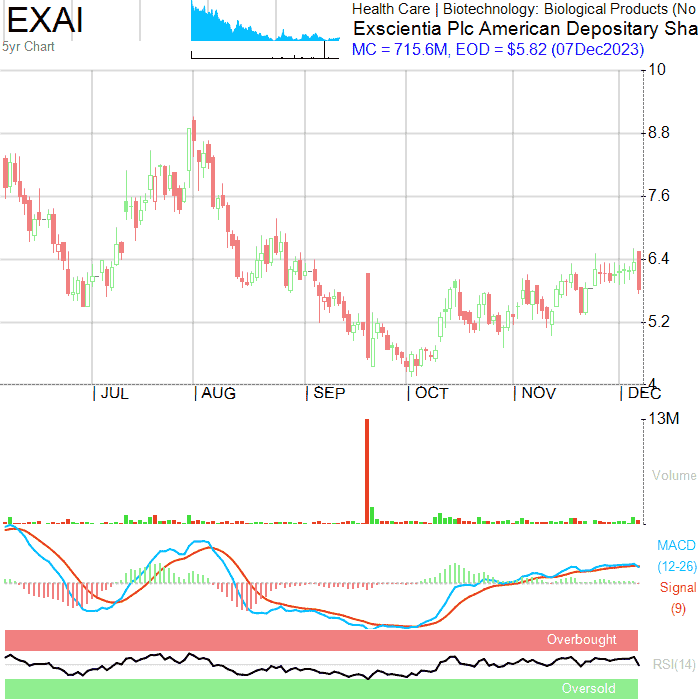 EXAI
5yr Chart
Health Care | Biotechnology: Biological Products (No
Exscientia Plc American Depositary Sha
MC = 715.6M, EOD = $5.82 (07Dec2023)
10
8.8
7.6
6.4
5.2
4
| JUL | AUG | SEP | OCT | NOV | DEC
13M
Volume
MACD
(12-26)
Signal
(9)
Overbought
RSI(14)
Oversold